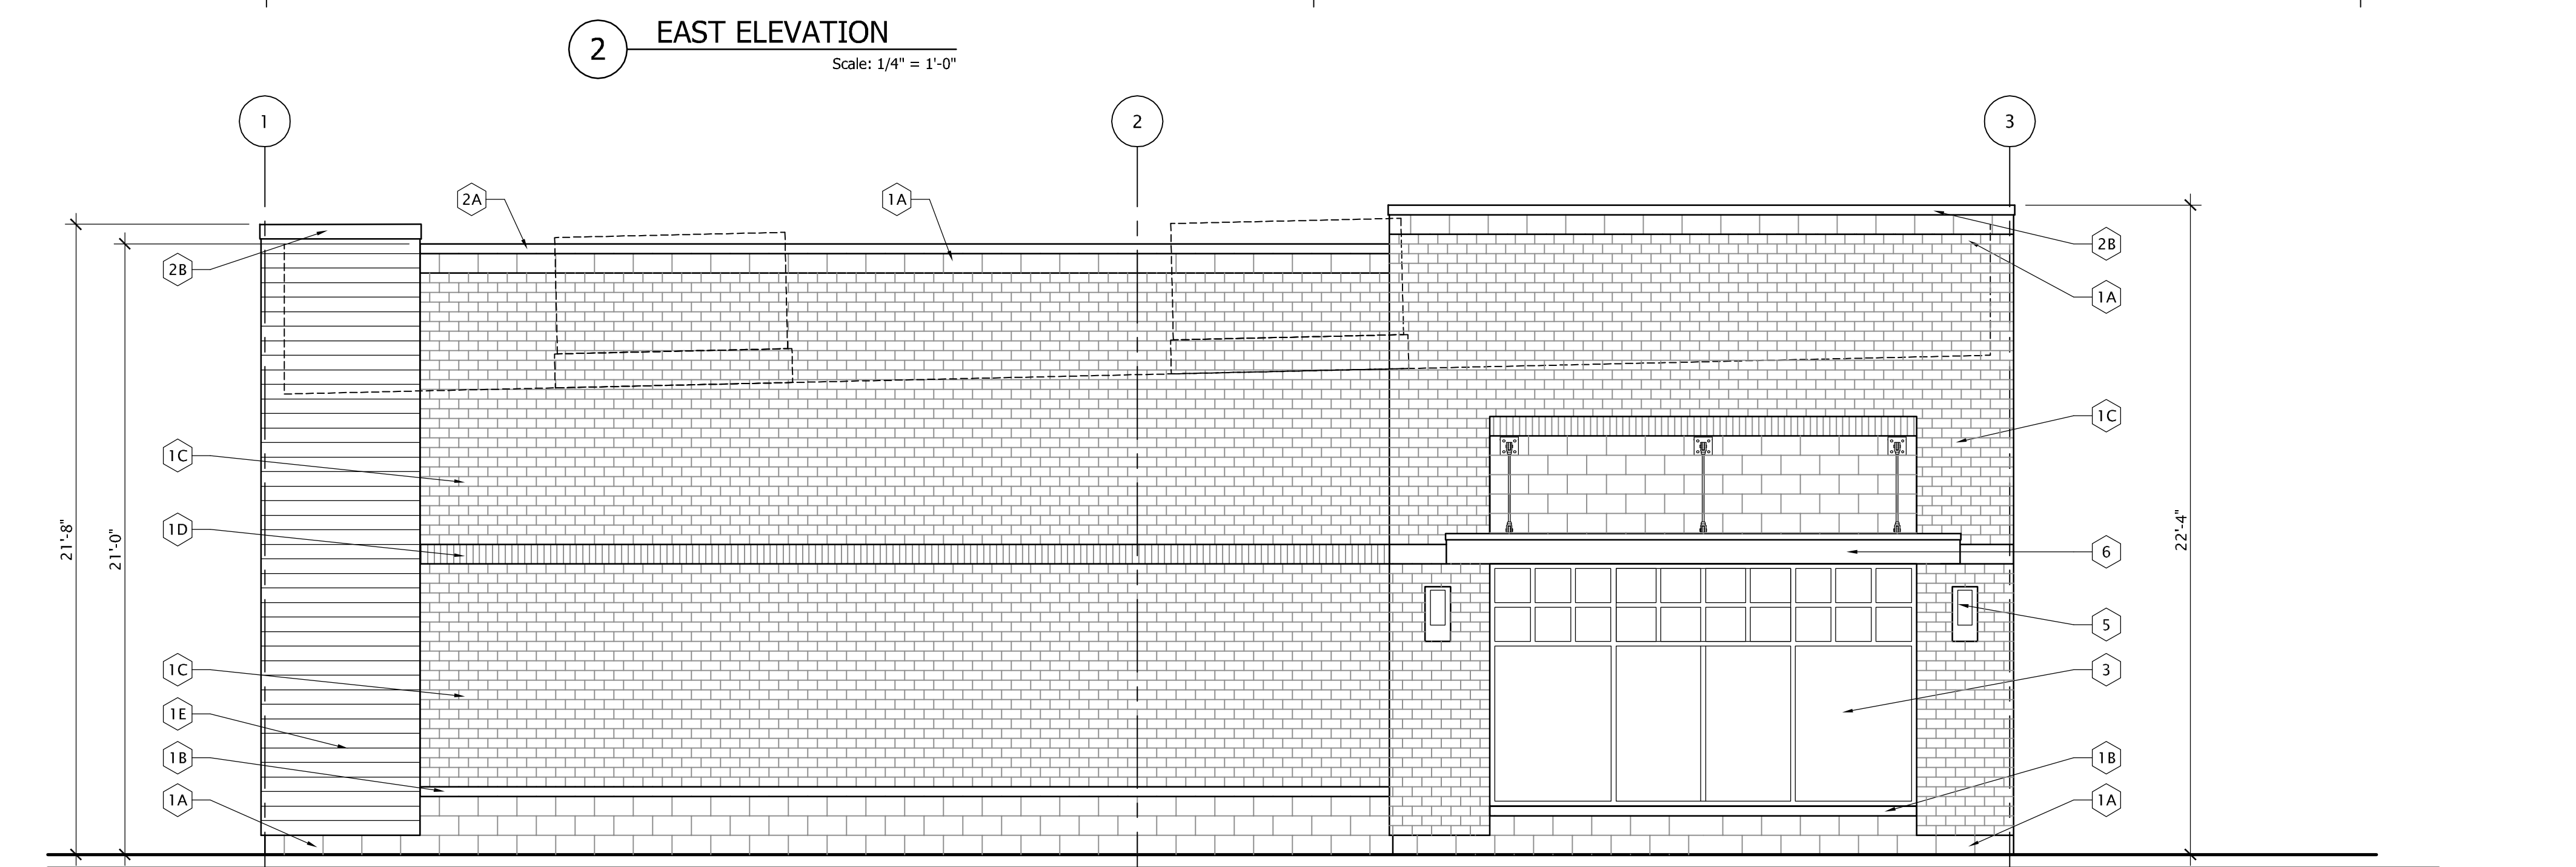 2
EAST ELEVATION
Scale: 1/4" = 1'-0"
1
2
3
2A
1A
2B
2B
1A
1C
1C
1D
6
5
1C
3
1E
1B
1B
1A
1A
21'-8"
21'-0"
22'-4"